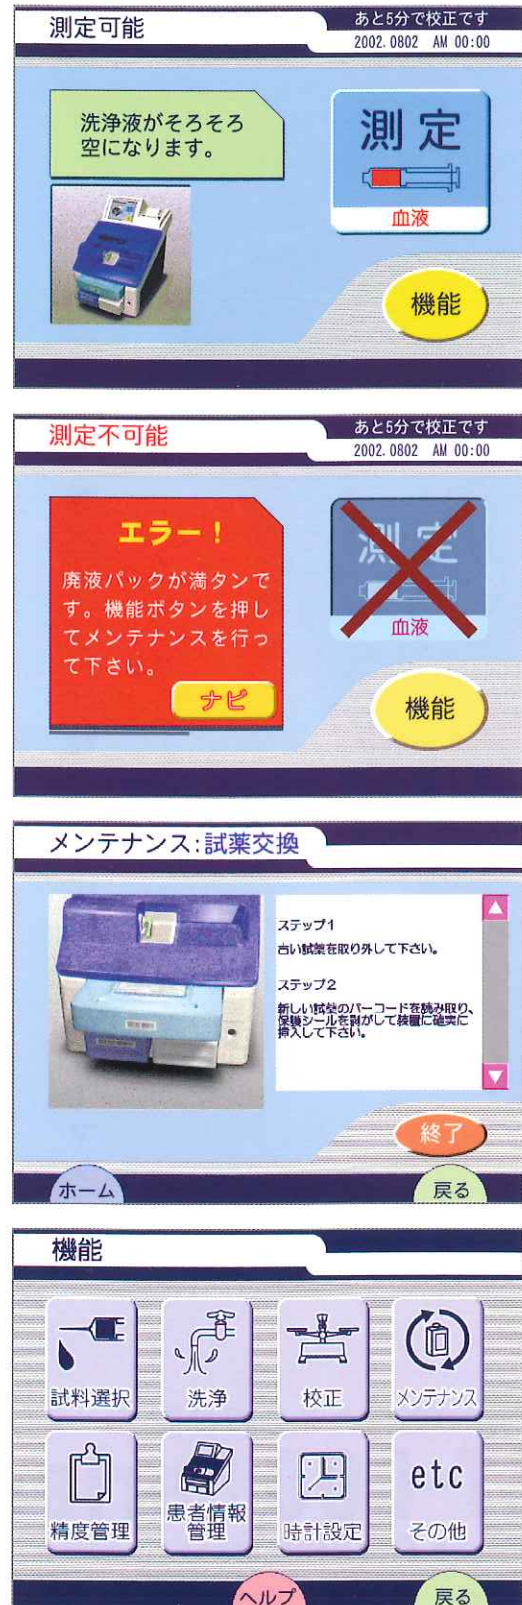 測定可能
あと5分で校正です
2002.0802 AM 00:00
洗浄液がそろそろ
空になります。
測定
血液
機能
測定不可能
あと5分で校正です
2002.0802 AM 00:00
エラー！
廃液パックが満タンで
す。機能ボタンを押し
てメンテナンスを行っ
て下さい。
ナビ
測定
血液
機能
メンテナンス:試薬交換
ステップ1
古い試薬を取り外して下さい。
ステップ2
新しい試薬のバーコードを読み取り、
保護シールを剥がして装置に確実に
挿入して下さい。
終了
ホーム
戻る
機能
試料選択
洗浄
校正
メンテナンス
精度管理
患者情報
管理
時計設定
etc
その他
ヘルプ
戻る